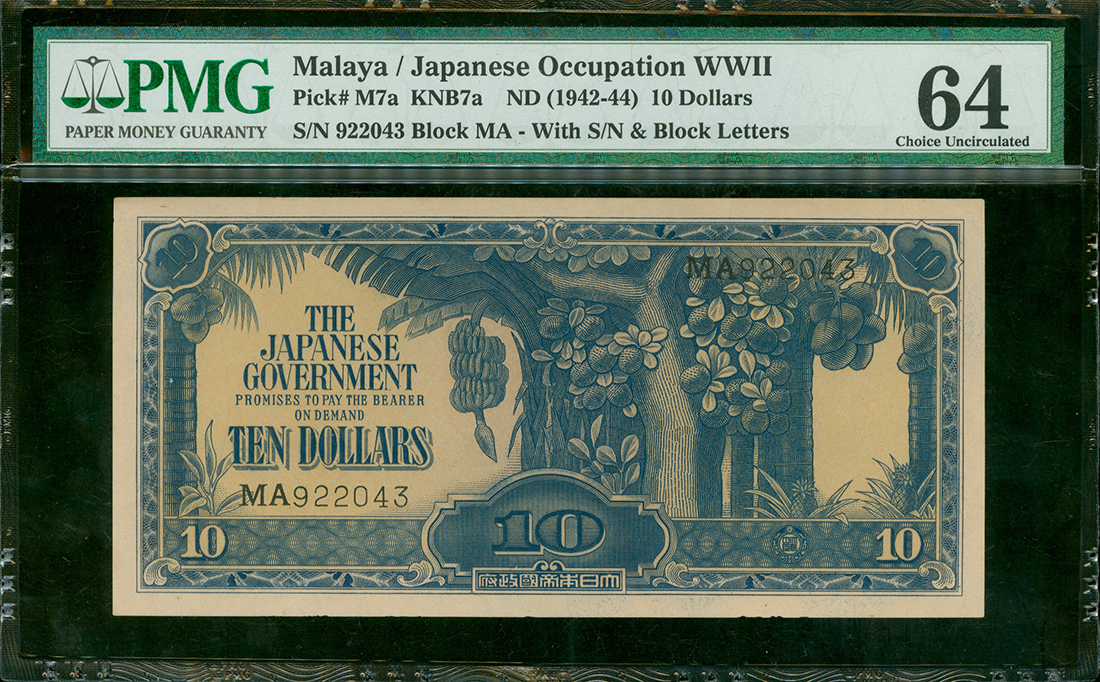 PMG
PAPER MONEY GUARANTY
Malaya / Japanese Occupation WWII
Pick# M7a KNB7a ND (1942-44) 10 Dollars
S/N 922043 Block MA - With S/N & Block Letters
64
Choice Uncirculated
10
10
MA922043
THE
JAPANESE
GOVERNMENT
PROMISES TO PAY THE BEARER
ON DEMAND
TEN DOLLARS
MA922043
10
10
10
府政國帝本日大